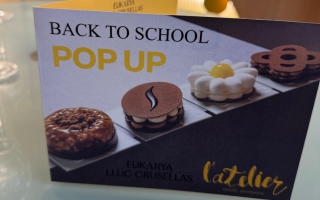 BACK TO SCHOOL
POP UP
EUKARYA
LLUC CRUSELLAS
l'atelier